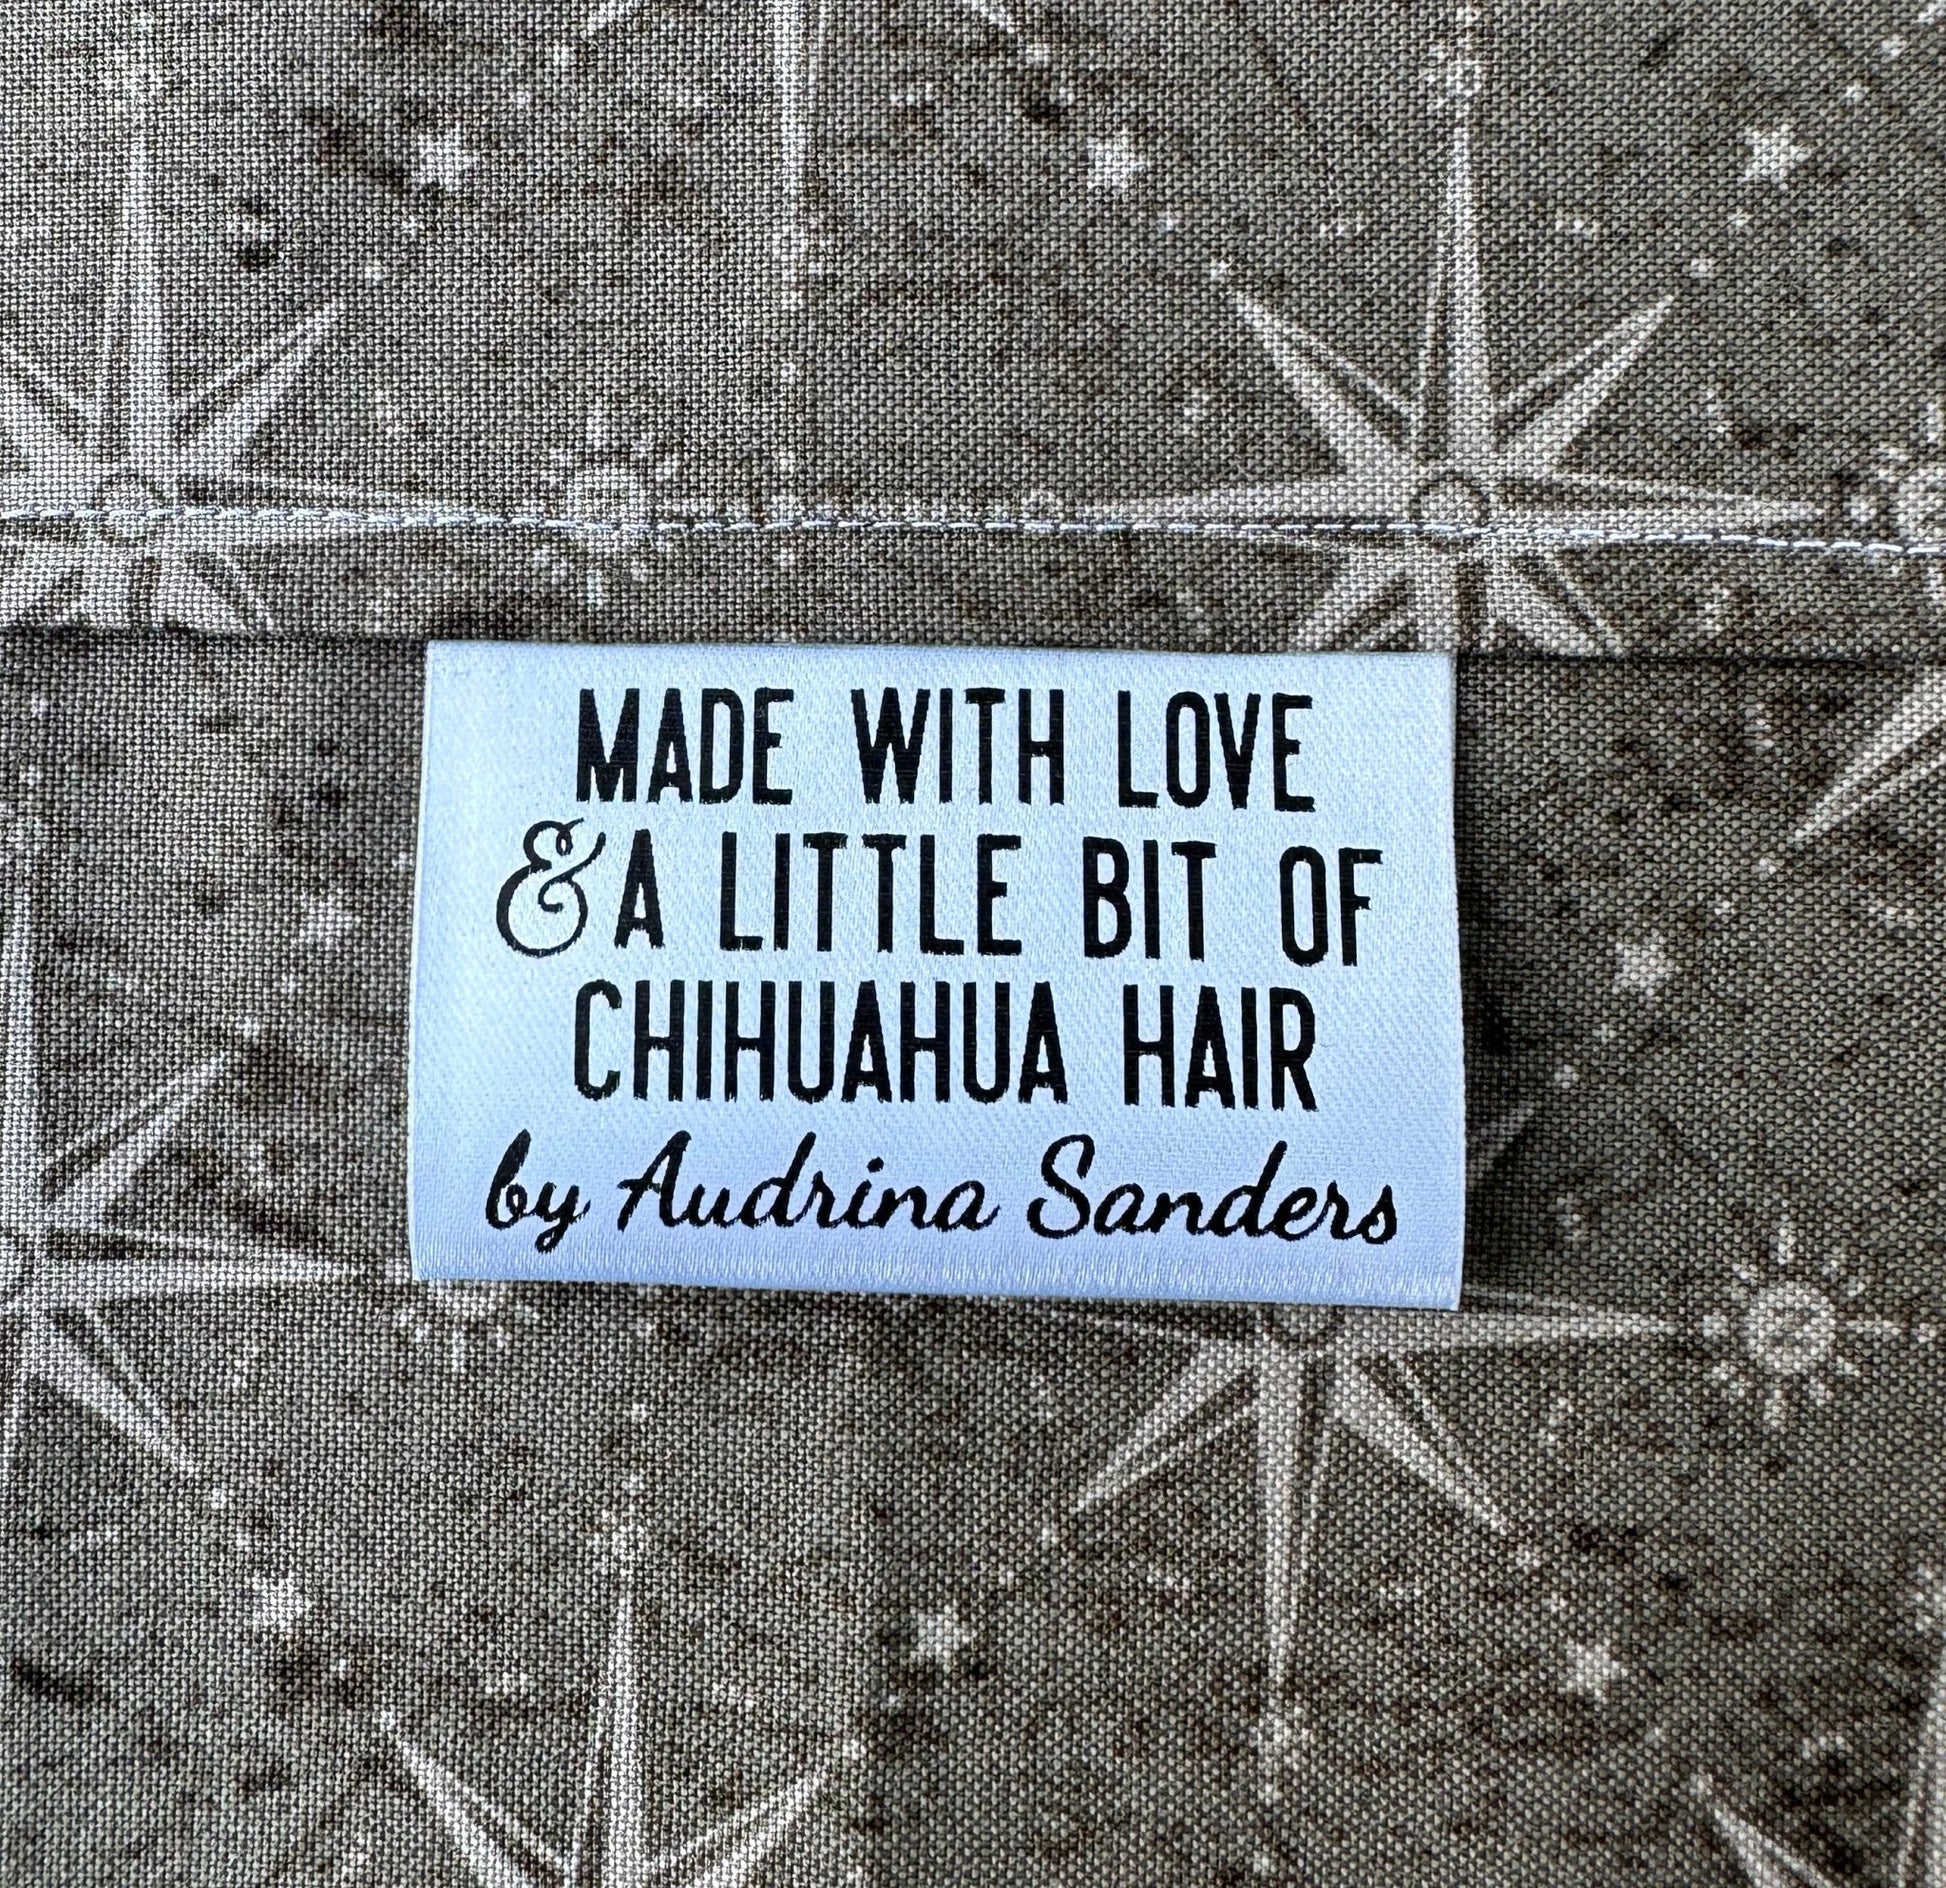 MADE WITH LOVE
& A LITTLE BIT OF
CHIHUAHUA HAIR
by Audrina Sanders